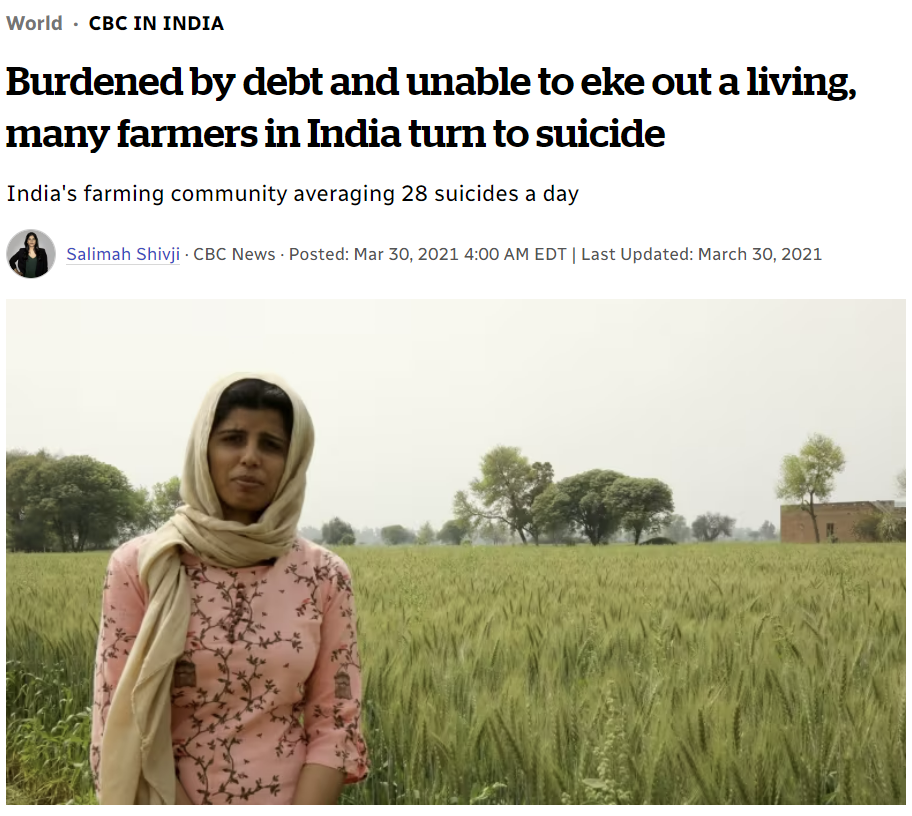 World · CBC IN INDIA
Burdened by debt and unable to eke out a living,
many farmers in India turn to suicide
India's farming community averaging 28 suicides a day
Salimah Shivji · CBC News · Posted: Mar 30, 2021 4:00 AM EDT | Last Updated: March 30, 2021